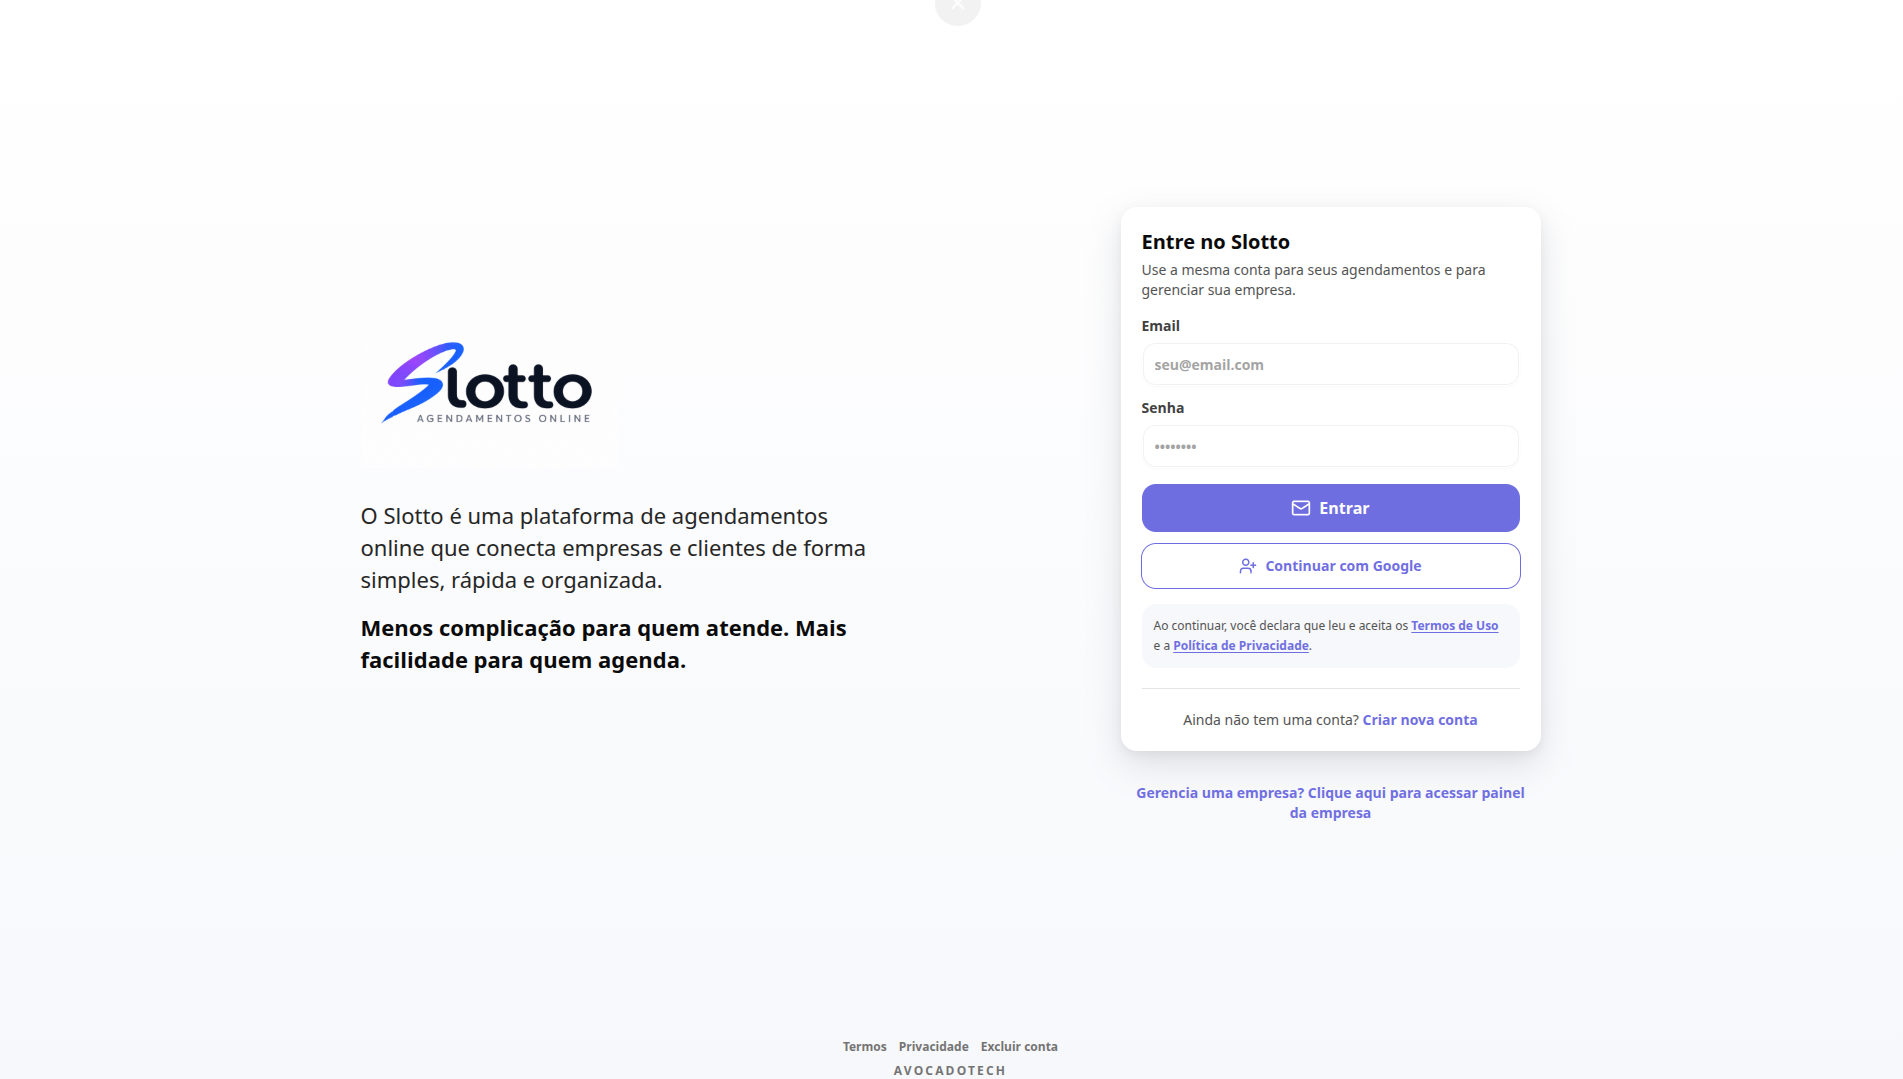 Slotto
AGENDAMENTOS ONLINE
O Slotto é uma plataforma de agendamentos
online que conecta empresas e clientes de forma
simples, rápida e organizada.
Menos complicação para quem atende. Mais
facilidade para quem agenda.
Entre no Slotto
Use a mesma conta para seus agendamentos e para
gerenciar sua empresa.
Email
seu@email.com
Senha
••••••••
Entrar
Continuar com Google
Ao continuar, você declara que leu e aceita os Termos de Uso
e a Política de Privacidade.
Ainda não tem uma conta? Criar nova conta
Gerencia uma empresa? Clique aqui para acessar painel
da empresa
Termos Privacidade Excluir conta
AVOCADOTECH